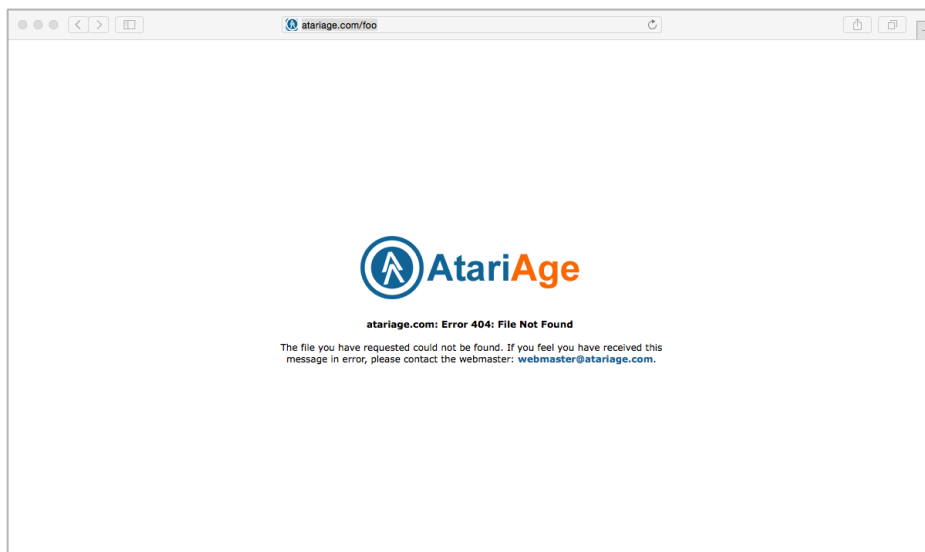 atariage.com/foo
AtariAge
atariage.com: Error 404: File Not Found
The file you have requested could not be found. If you feel you have received this
message in error, please contact the webmaster: webmaster@atariage.com.